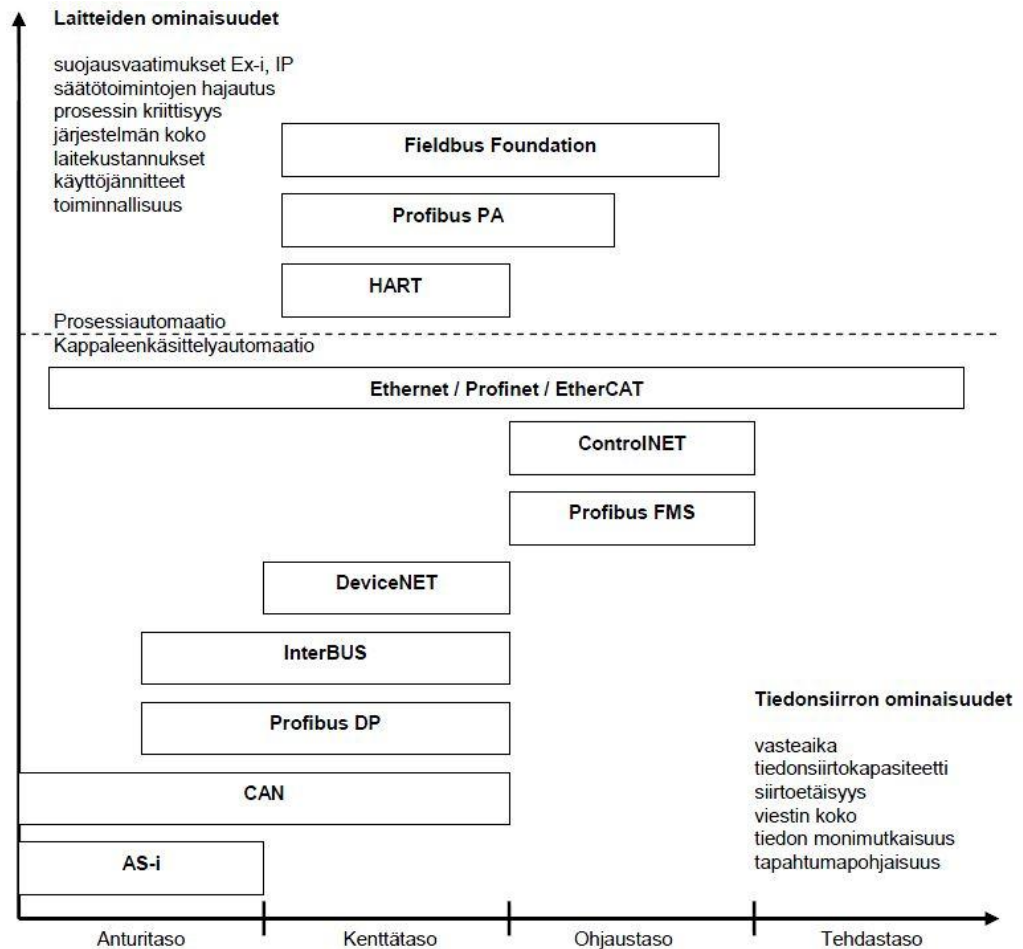 Laitteiden ominaisuudet
suojausvaatimukset Ex-i, IP
säätötoimintojen hajautus
prosessin kriittisyys
järjestelmän koko
laitekustannukset
käyttöjännitteet
toiminnallisuus
Fieldbus Foundation
Profibus PA
HART
Prosessiautomaatio
Kappaleenkäsittelyautomaatio
Ethernet / Profinet / EtherCAT
ControlNET
Profibus FMS
DeviceNET
InterBUS
Profibus DP
CAN
AS-i
Tiedonsiirron ominaisuudet
vasteaika
tiedonsiirtokapasiteetti
siirtoetäisyys
viestin koko
tiedon monimutkaisuus
tapahtumapohjaisuus
Anturitaso
Kenttätaso
Ohjaustaso
Tehdastaso